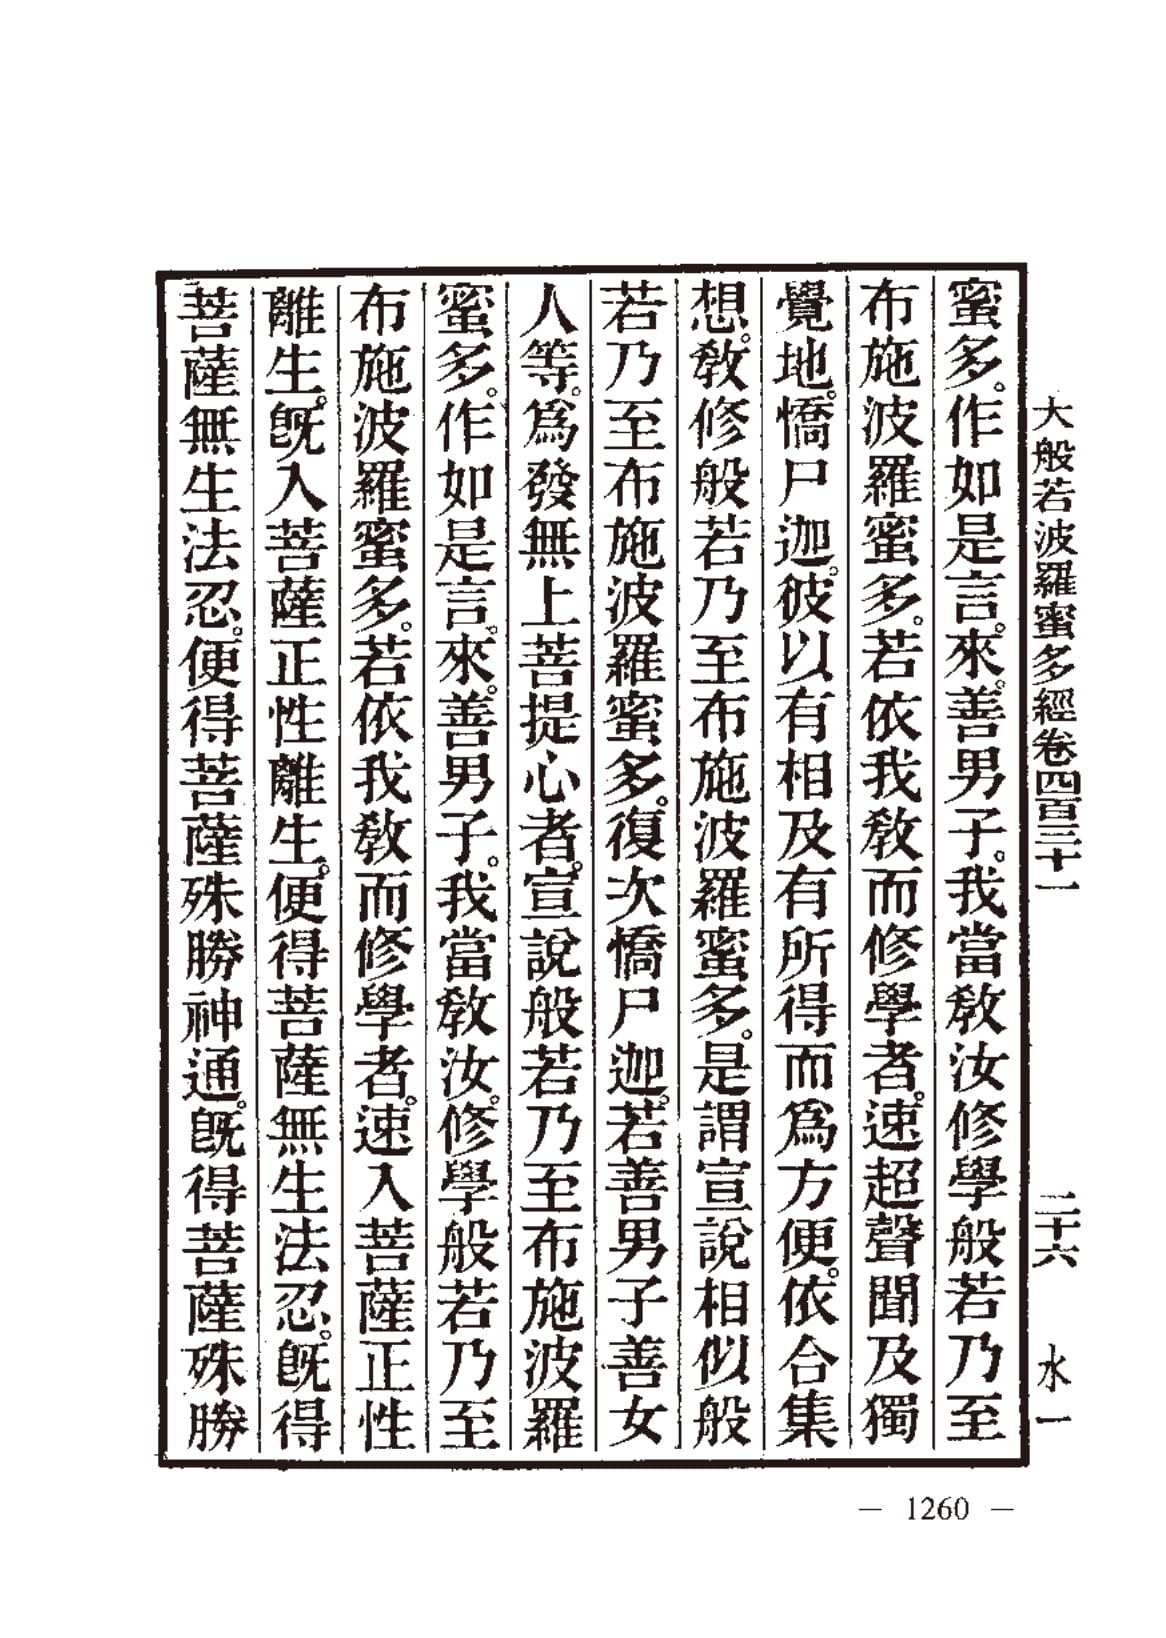 大般若波羅蜜多經卷四百三十一　二十六　水一
蜜多。作如是言。來。善男子。我當教汝修學般若乃至
布施波羅蜜多。若依我教而修學者。速超聲聞及獨
覺地。憍尸迦。彼以有相及有所得而為方便。依合集
想。教修般若乃至布施波羅蜜多。是謂宣說相似般
若乃至布施波羅蜜多。復次憍尸迦。若善男子善女
人等。為發無上菩提心者。宣說般若乃至布施波羅
蜜多。作如是言。來。善男子。我當教汝。修學般若乃至
布施波羅蜜多。若依我教而修學者。速入菩薩正性
離生。既入菩薩正性離生。便得菩薩無生法忍。既得
菩薩無生法忍。便得菩薩殊勝神通。既得菩薩殊勝
— 1260 —